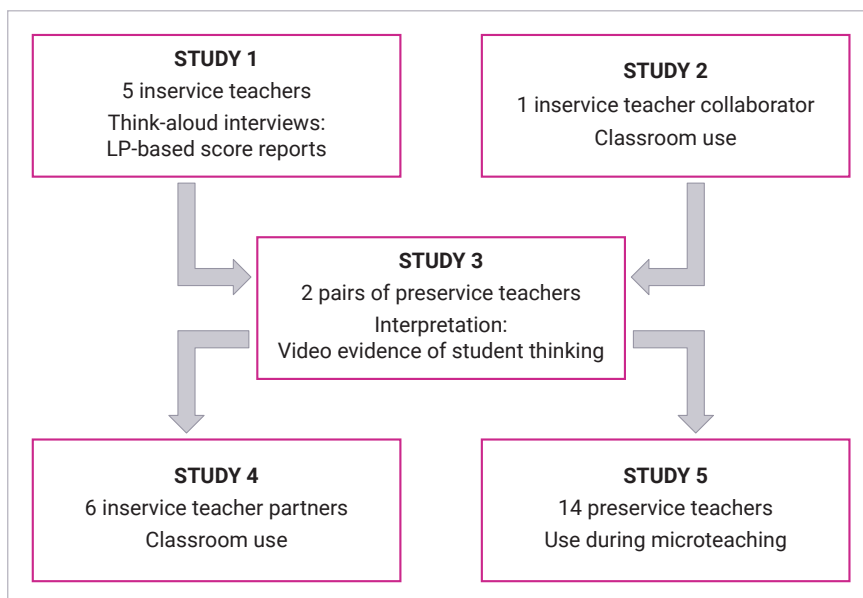 STUDY 1
5 inservice teachers
Think-aloud interviews:
LP-based score reports
STUDY 2
1 inservice teacher collaborator
Classroom use
STUDY 3
2 pairs of preservice teachers
Interpretation:
Video evidence of student thinking
STUDY 4
6 inservice teacher partners
Classroom use
STUDY 5
14 preservice teachers
Use during microteaching